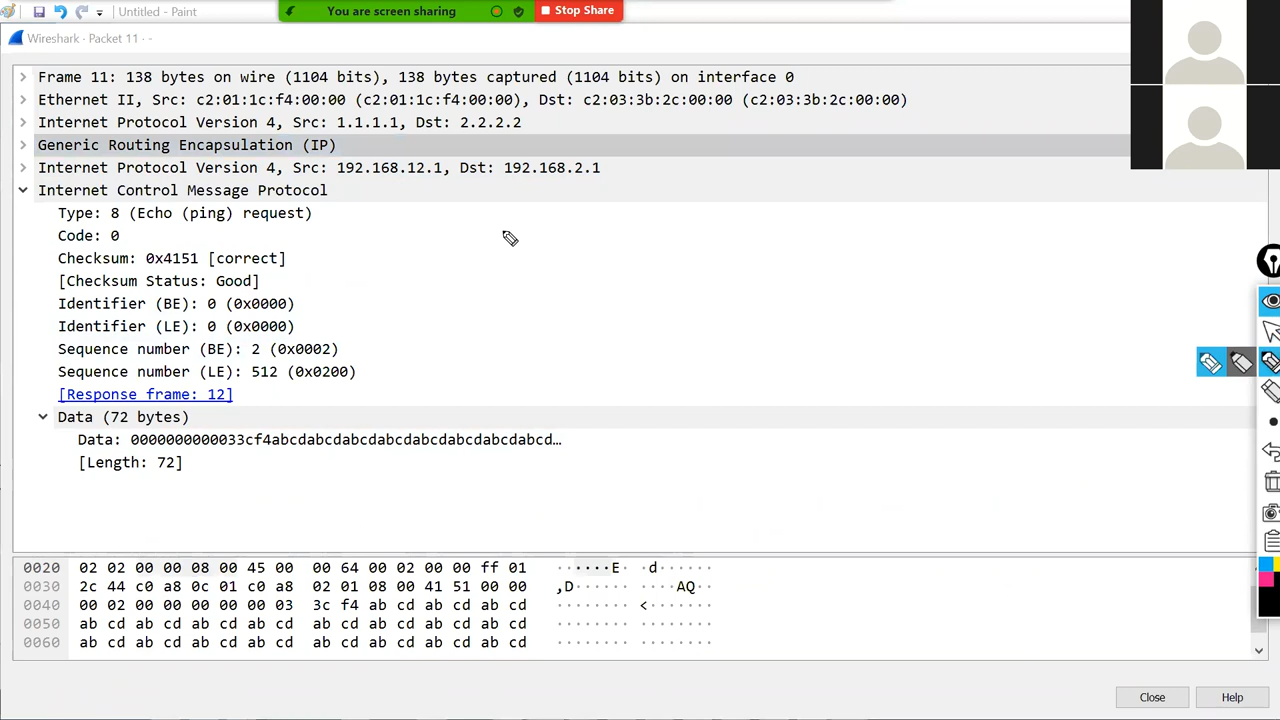 Untitled - Paint
You are screen sharing
Stop Share
Wireshark - Packet 11 · -
Frame 11: 138 bytes on wire (1104 bits), 138 bytes captured (1104 bits) on interface 0
Ethernet II, Src: c2:01:1c:f4:00:00 (c2:01:1c:f4:00:00), Dst: c2:03:3b:2c:00:00 (c2:03:3b:2c:00:00)
Internet Protocol Version 4, Src: 1.1.1.1, Dst: 2.2.2.2
Generic Routing Encapsulation (IP)
Internet Protocol Version 4, Src: 192.168.12.1, Dst: 192.168.2.1
Internet Control Message Protocol
Type: 8 (Echo (ping) request)
Code: 0
Checksum: 0x4151 [correct]
[Checksum Status: Good]
Identifier (BE): 0 (0x0000)
Identifier (LE): 0 (0x0000)
Sequence number (BE): 2 (0x0002)
Sequence number (LE): 512 (0x0200)
[Response frame: 12]
Data (72 bytes)
Data: 0000000000033cf4abcdabcdabcdabcdabcdabcdabcdabcd…
[Length: 72]
0020 02 02 00 00 08 00 45 00 00 64 00 02 00 00 ff 01 ······E· ·d······
0030 2c 44 c0 a8 0c 01 c0 a8 02 01 08 00 41 51 00 00 ,D······ ····AQ··
0040 00 02 00 00 00 00 00 03 3c f4 ab cd ab cd ab cd ········ <·······
0050 ab cd ab cd ab cd ab cd ab cd ab cd ab cd ab cd ········ ········
0060 ab cd ab cd ab cd ab cd ab cd ab cd ab cd ab cd ········ ········
Close
Help